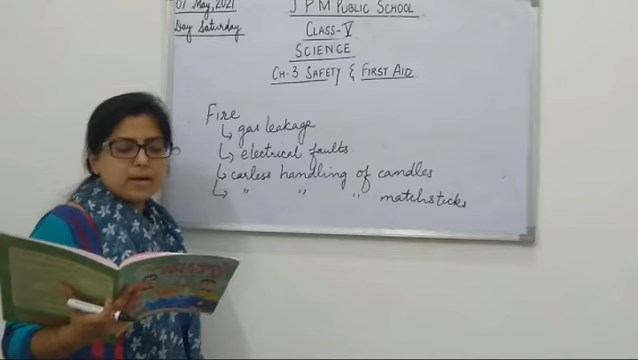 01 May, 2021
Day Saturday
J P M PUBLIC SCHOOL
CLASS-V
SCIENCE
CH-3 SAFETY & FIRST AID
Fire
↳ gas leakage
↳ electrical faults
↳ carless handling of candles
↳ " " " matchsticks